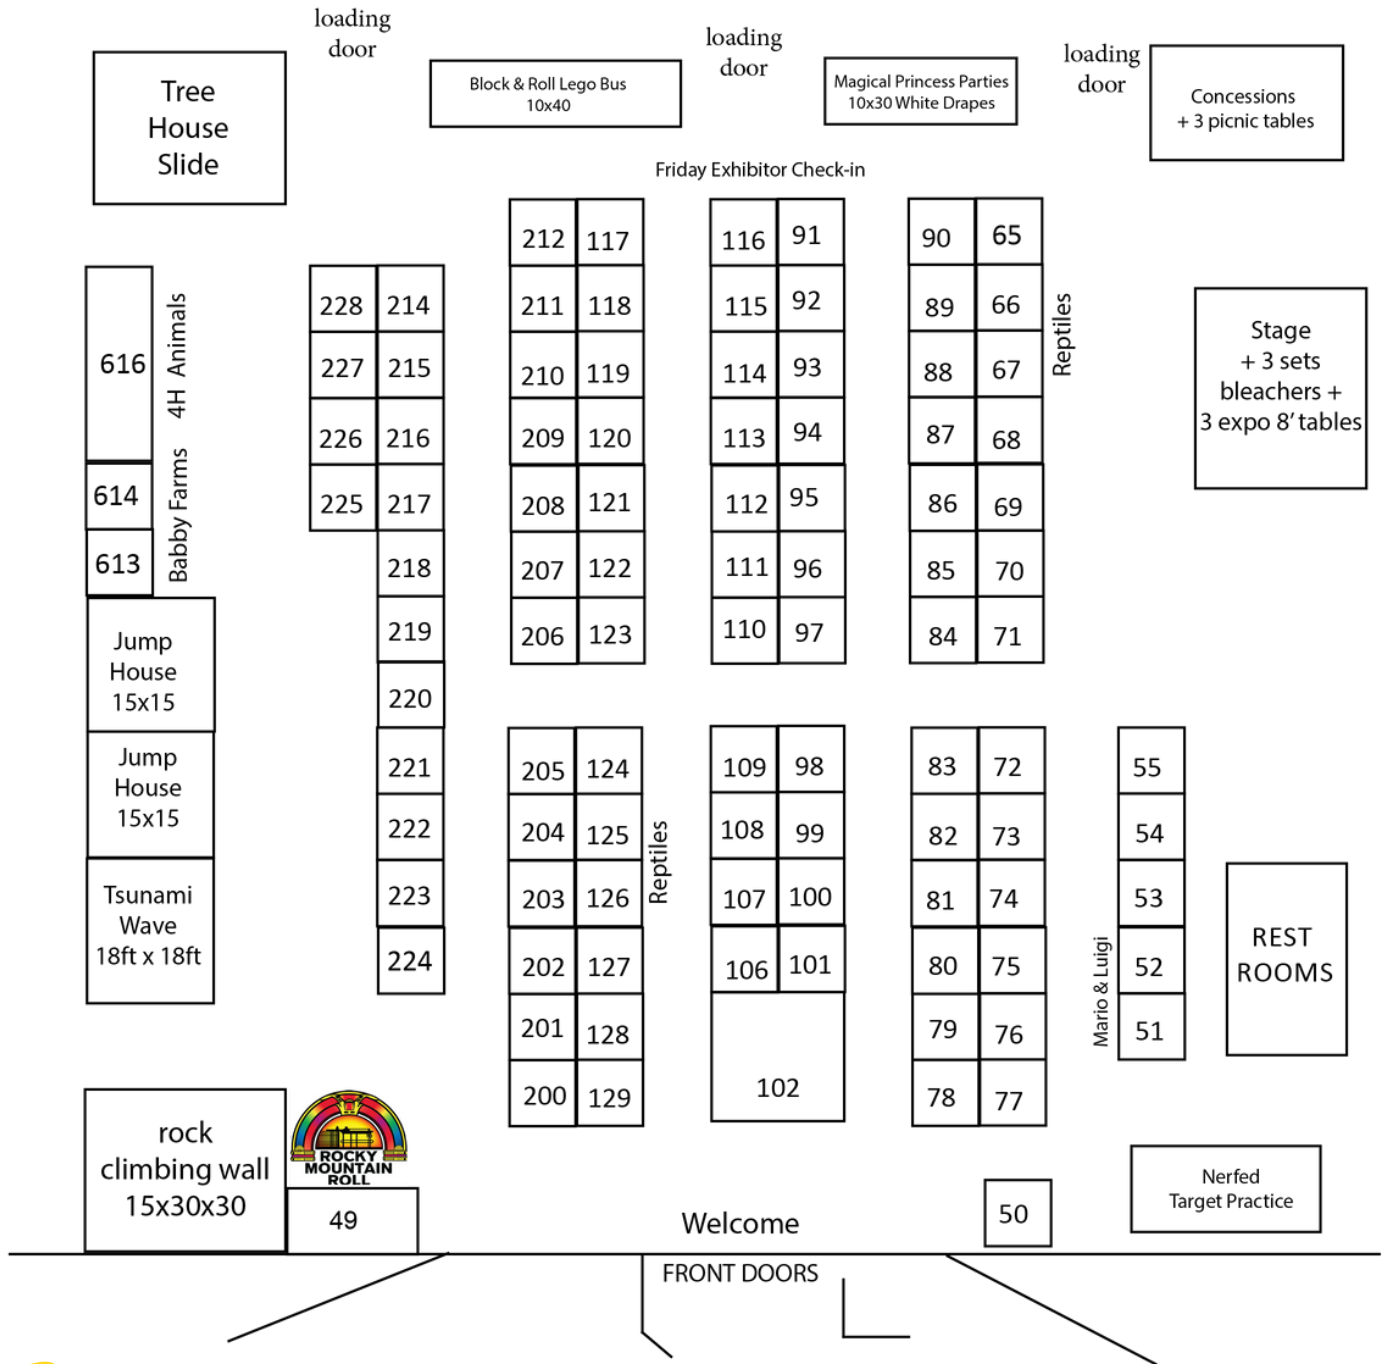 loading
door
loading
door
loading
door
Tree
House
Slide
Block & Roll Lego Bus
10x40
Magical Princess Parties
10x30 White Drapes
Concessions
+ 3 picnic tables
Friday Exhibitor Check-in
212 117
116 91
90 65
228 214
211 118
115 92
89 66
227 215
210 119
114 93
88 67
226 216
209 120
113 94
87 68
225 217
208 121
112 95
86 69
218
207 122
111 96
85 70
219
206 123
110 97
84 71
220
616
4H Animals
614
613
Babby Farms
Reptiles
Stage
+ 3 sets
bleachers +
3 expo 8’ tables
Jump
House
15x15
Jump
House
15x15
Tsunami
Wave
18ft x 18ft
221
205 124
109 98
83 72
55
222
204 125
108 99
82 73
54
223
203 126
107 100
81 74
53
224
202 127
106 101
80 75
52
201 128
79 76
51
200 129
102
78 77
Reptiles
Mario & Luigi
REST
ROOMS
rock
climbing wall
15x30x30
ROCKY
MOUNTAIN
ROLL
49
Welcome
50
Nerfed
Target Practice
FRONT DOORS